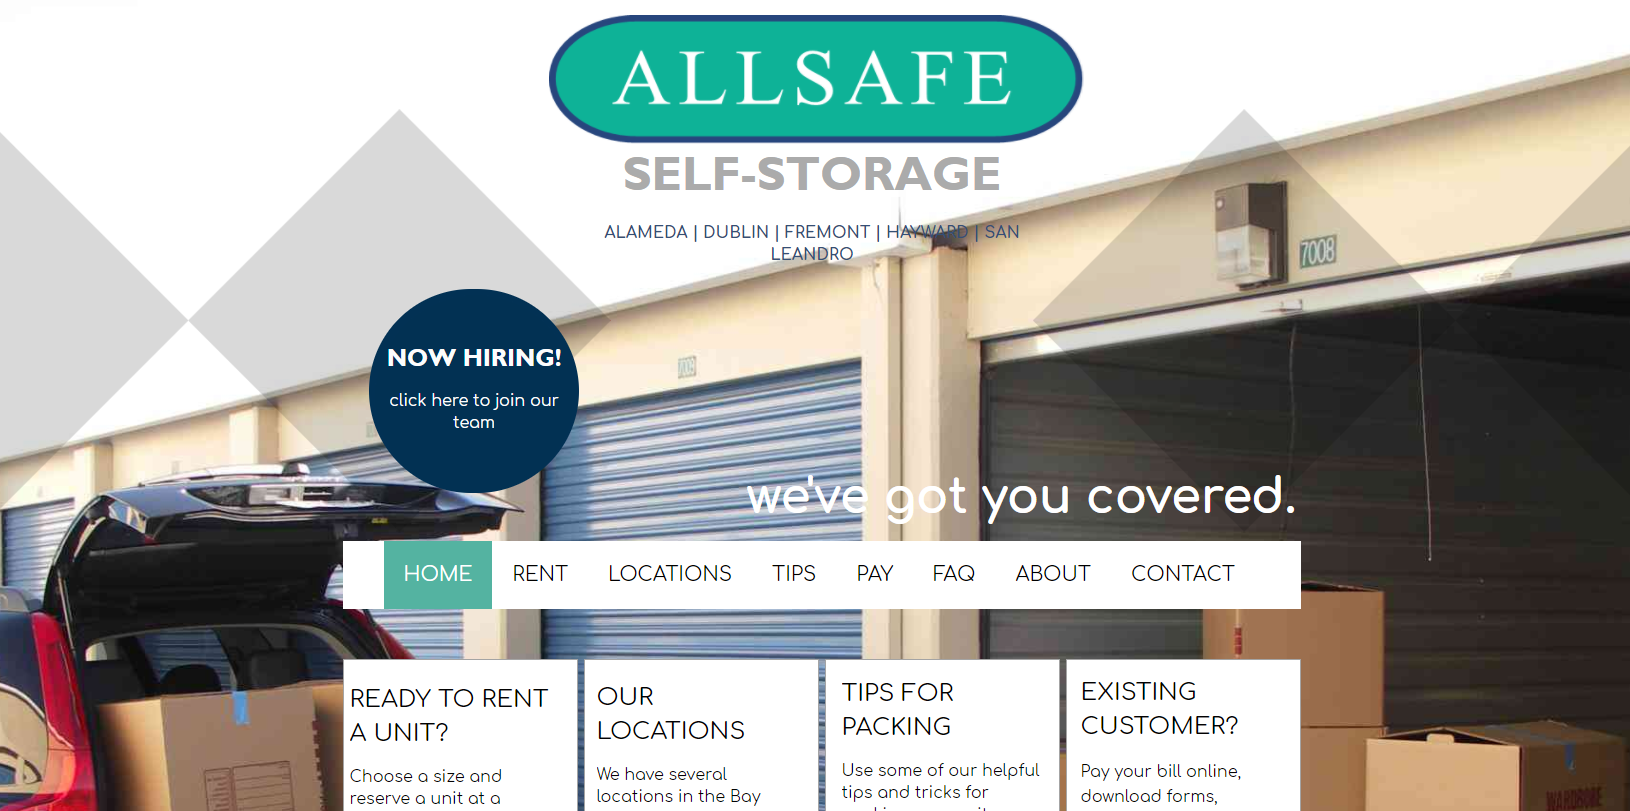 ALLSAFE
SELF-STORAGE
ALAMEDA | DUBLIN | FREMONT | HAYWARD | SAN
LEANDRO
7008
7009
NOW HIRING!
click here to join our
team
we've got you covered.
HOME RENT LOCATIONS TIPS PAY FAQ ABOUT CONTACT
READY TO RENT
A UNIT?
Choose a size and
reserve a unit at a
OUR
LOCATIONS
We have several
locations in the Bay
TIPS FOR
PACKING
Use some of our helpful
tips and tricks for
EXISTING
CUSTOMER?
Pay your bill online,
download forms,
WARDROBE